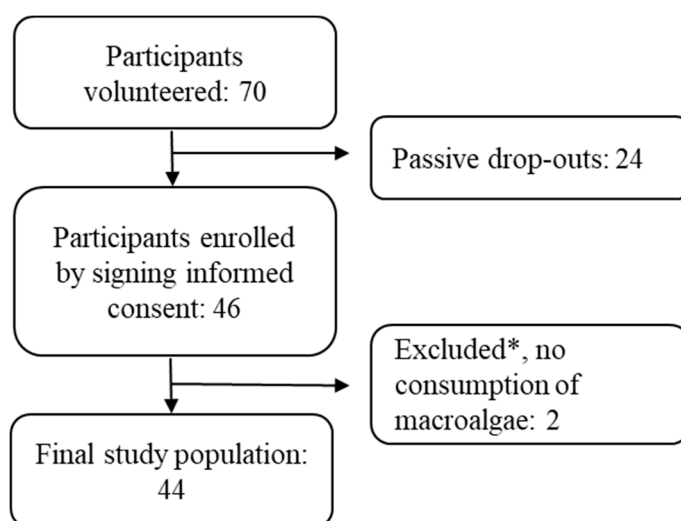 Participants
volunteered: 70
Passive drop-outs: 24
Participants enrolled
by signing informed
consent: 46
Excluded*, no
consumption of
macroalgae: 2
Final study population:
44